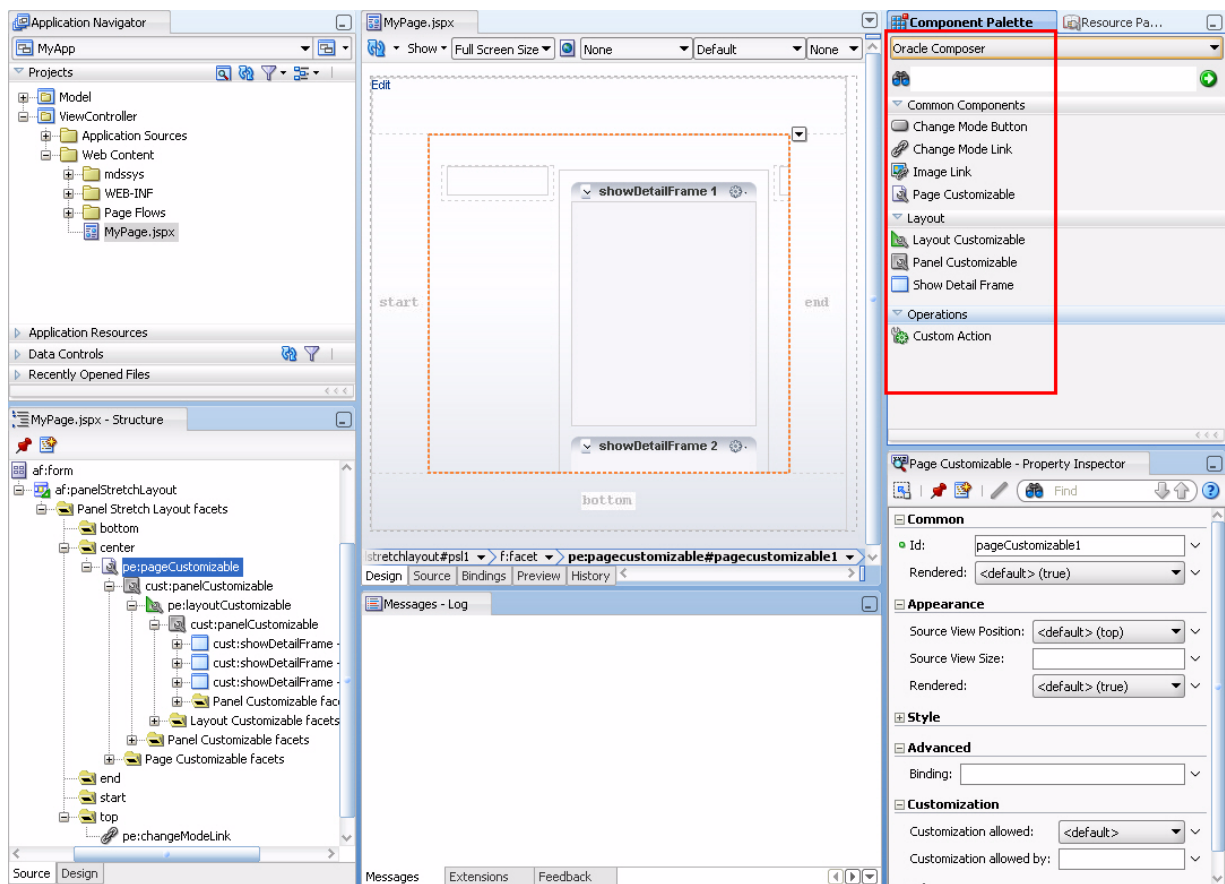 Application Navigator
MyApp
Projects
Model
ViewController
Application Sources
Web Content
mdssys
WEB-INF
Page Flows
MyPage.jspx
Application Resources
Data Controls
Recently Opened Files
MyPage.jspx - Structure
af:form
af:panelStretchLayout
Panel Stretch Layout facets
bottom
center
pe:pageCustomizable
cust:panelCustomizable
pe:layoutCustomizable
cust:panelCustomizable
cust:showDetailFrame -
cust:showDetailFrame -
cust:showDetailFrame -
Panel Customizable fac
Layout Customizable facets
Panel Customizable facets
Page Customizable facets
end
start
top
pe:changeModeLink
Source Design
MyPage.jspx
Show Full Screen Size None Default None
Edit
showDetailFrame 1
start
end
showDetailFrame 2
bottom
stretchlayout#psl1 f:facet pe:pagecustomizable#pagecustomizable1
Design Source Bindings Preview History
Messages - Log
Messages Extensions Feedback
Component Palette Resource Pa...
Oracle Composer
Common Components
Change Mode Button
Change Mode Link
Image Link
Page Customizable
Layout
Layout Customizable
Panel Customizable
Show Detail Frame
Operations
Custom Action
Page Customizable - Property Inspector
Find
Common
Id: pageCustomizable1
Rendered: <default> (true)
Appearance
Source View Position: <default> (top)
Source View Size:
Rendered: <default> (true)
Style
Advanced
Binding:
Customization
Customization allowed: <default>
Customization allowed by: